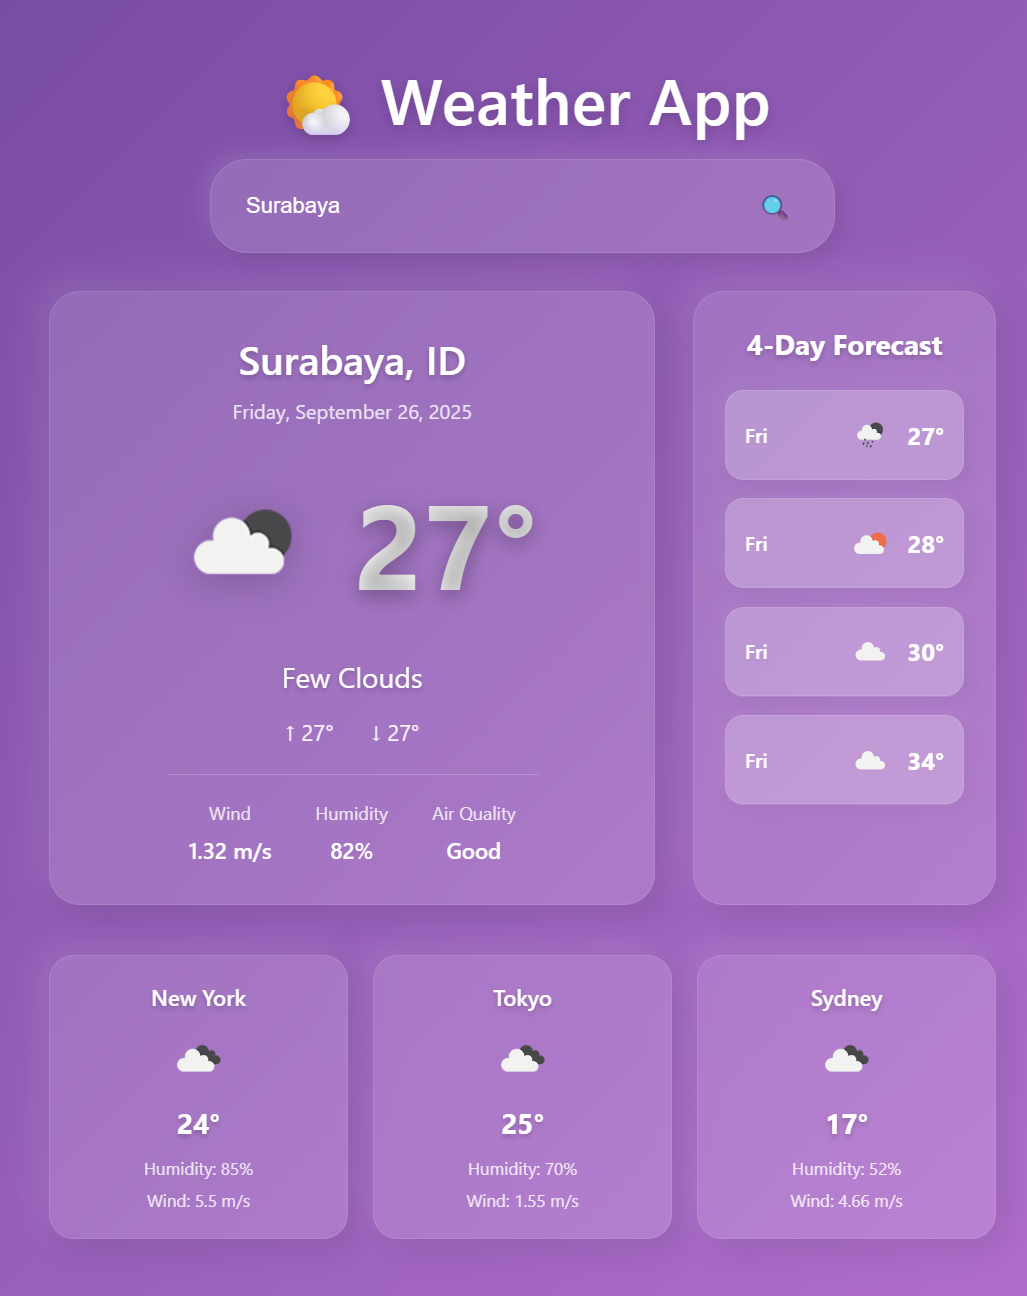 Weather App
Surabaya
Surabaya, ID
Friday, September 26, 2025
27°
Few Clouds
↑ 27° ↓ 27°
Wind Humidity Air Quality
1.32 m/s 82% Good
4-Day Forecast
Fri 27°
Fri 28°
Fri 30°
Fri 34°
New York
24°
Humidity: 85%
Wind: 5.5 m/s
Tokyo
25°
Humidity: 70%
Wind: 1.55 m/s
Sydney
17°
Humidity: 52%
Wind: 4.66 m/s